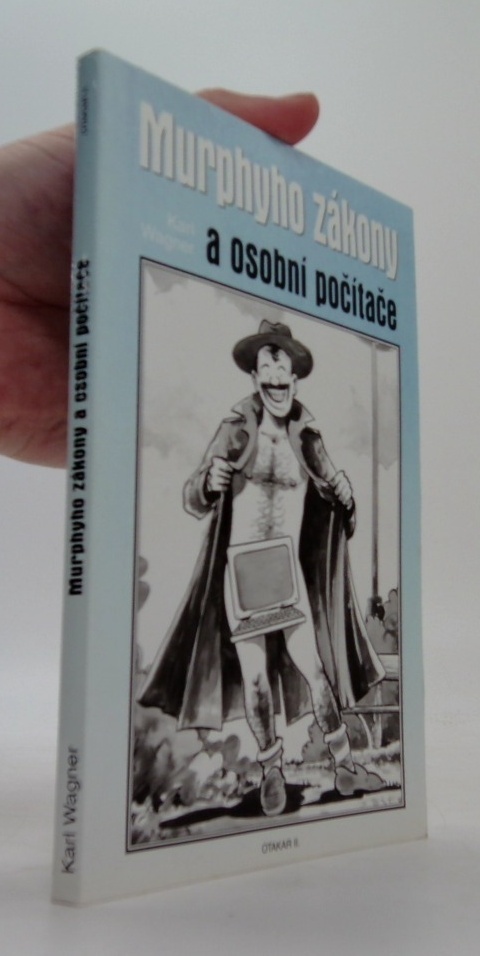 Murphyho zákony
Karl
Wagner
a osobní počítače
OTAKAR II.
Karl Wagner
Murphyho zákony a osobní počítače